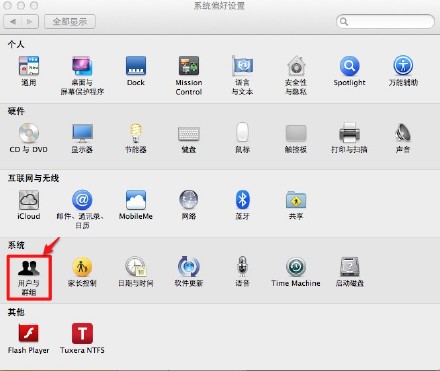 系统偏好设置
全部显示
个人
通用
桌面与
屏幕保护程序
Dock
Mission
Control
语言
与文本
安全性
与隐私
Spotlight
万能辅助
硬件
CD 与 DVD
显示器
节能器
键盘
鼠标
触控板
打印与扫描
声音
互联网与无线
iCloud
邮件、通讯录、
日历
MobileMe
网络
蓝牙
共享
系统
用户与
群组
家长控制
日期与时间
软件更新
语音
Time Machine
启动磁盘
其他
Flash Player
Tuxera NTFS